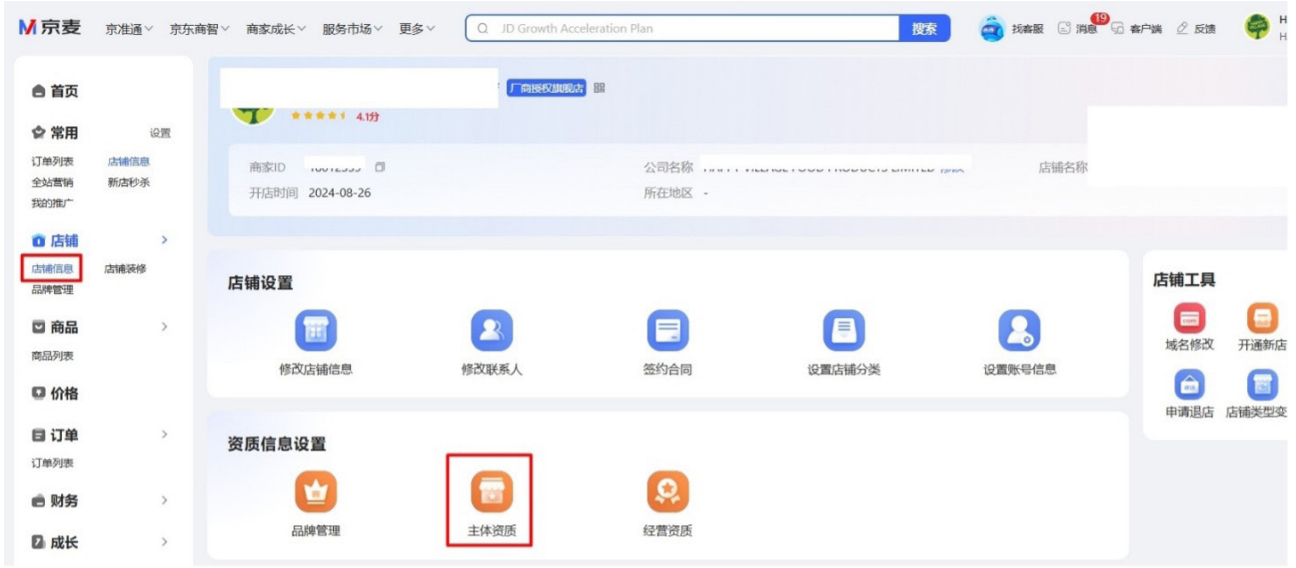 京麦 京准通 京东商智 商家成长 服务市场 更多 JD Growth Acceleration Plan 搜索 找客服 消息 19 客户端 反馈 H
H
首页
厂商授权旗舰店
4.1分
常用 设置
订单列表 店铺信息
全站营销 新店秒杀
我的推广
商家ID
公司名称
店铺名称
开店时间 2024-08-26 所在地区 -
店铺
店铺信息 店铺装修
品牌管理
商品
商品列表
价格
订单
订单列表
财务
成长
店铺设置
修改店铺信息 修改联系人 签约合同 设置店铺分类 设置账号信息
资质信息设置
品牌管理 主体资质 经营资质
店铺工具
域名修改 开通新店
申请退店 店铺类型变